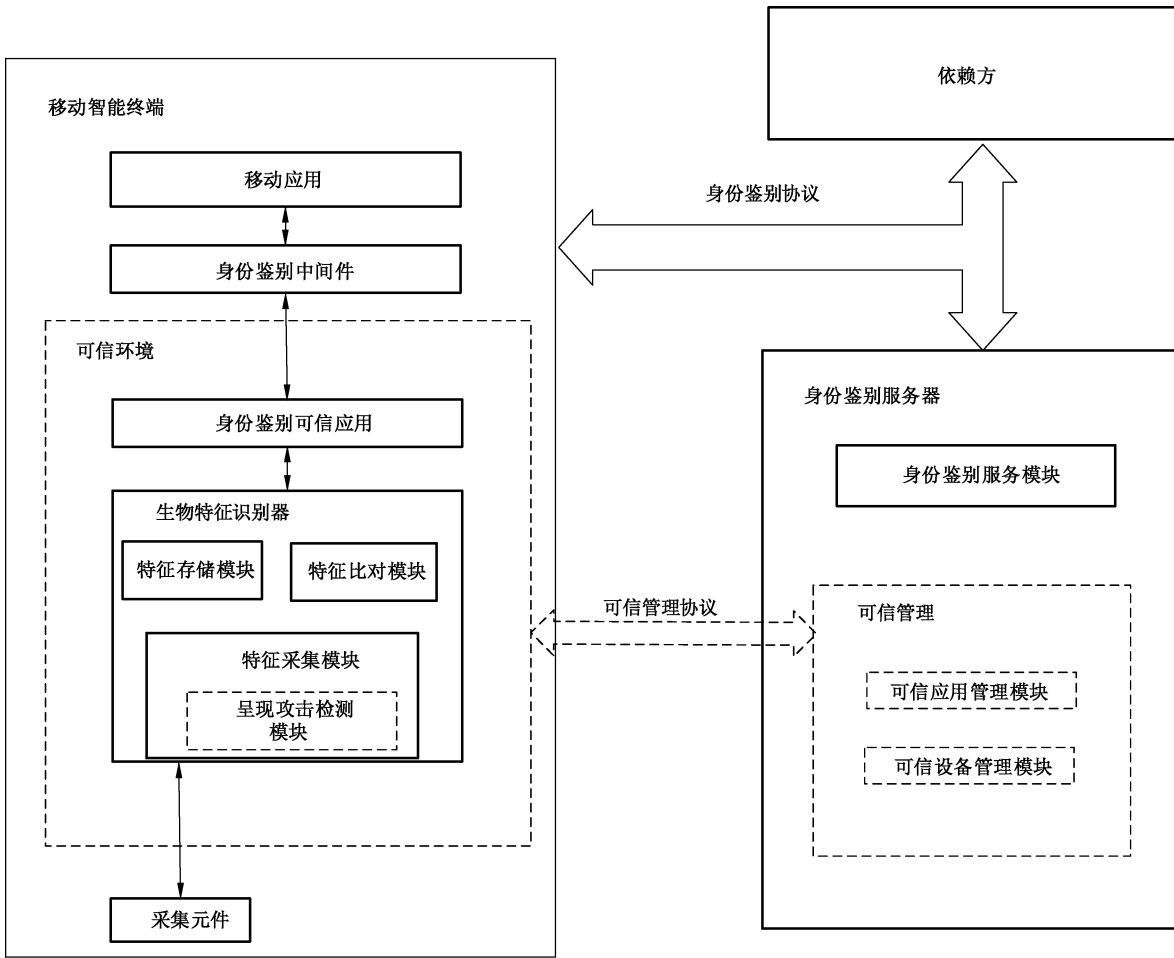 移动智能终端
移动应用
身份鉴别中间件
可信环境
身份鉴别可信应用
生物特征识别器
特征存储模块
特征比对模块
特征采集模块
呈现攻击检测
模块
采集元件
身份鉴别协议
可信管理协议
依赖方
身份鉴别服务器
身份鉴别服务模块
可信管理
可信应用管理模块
可信设备管理模块